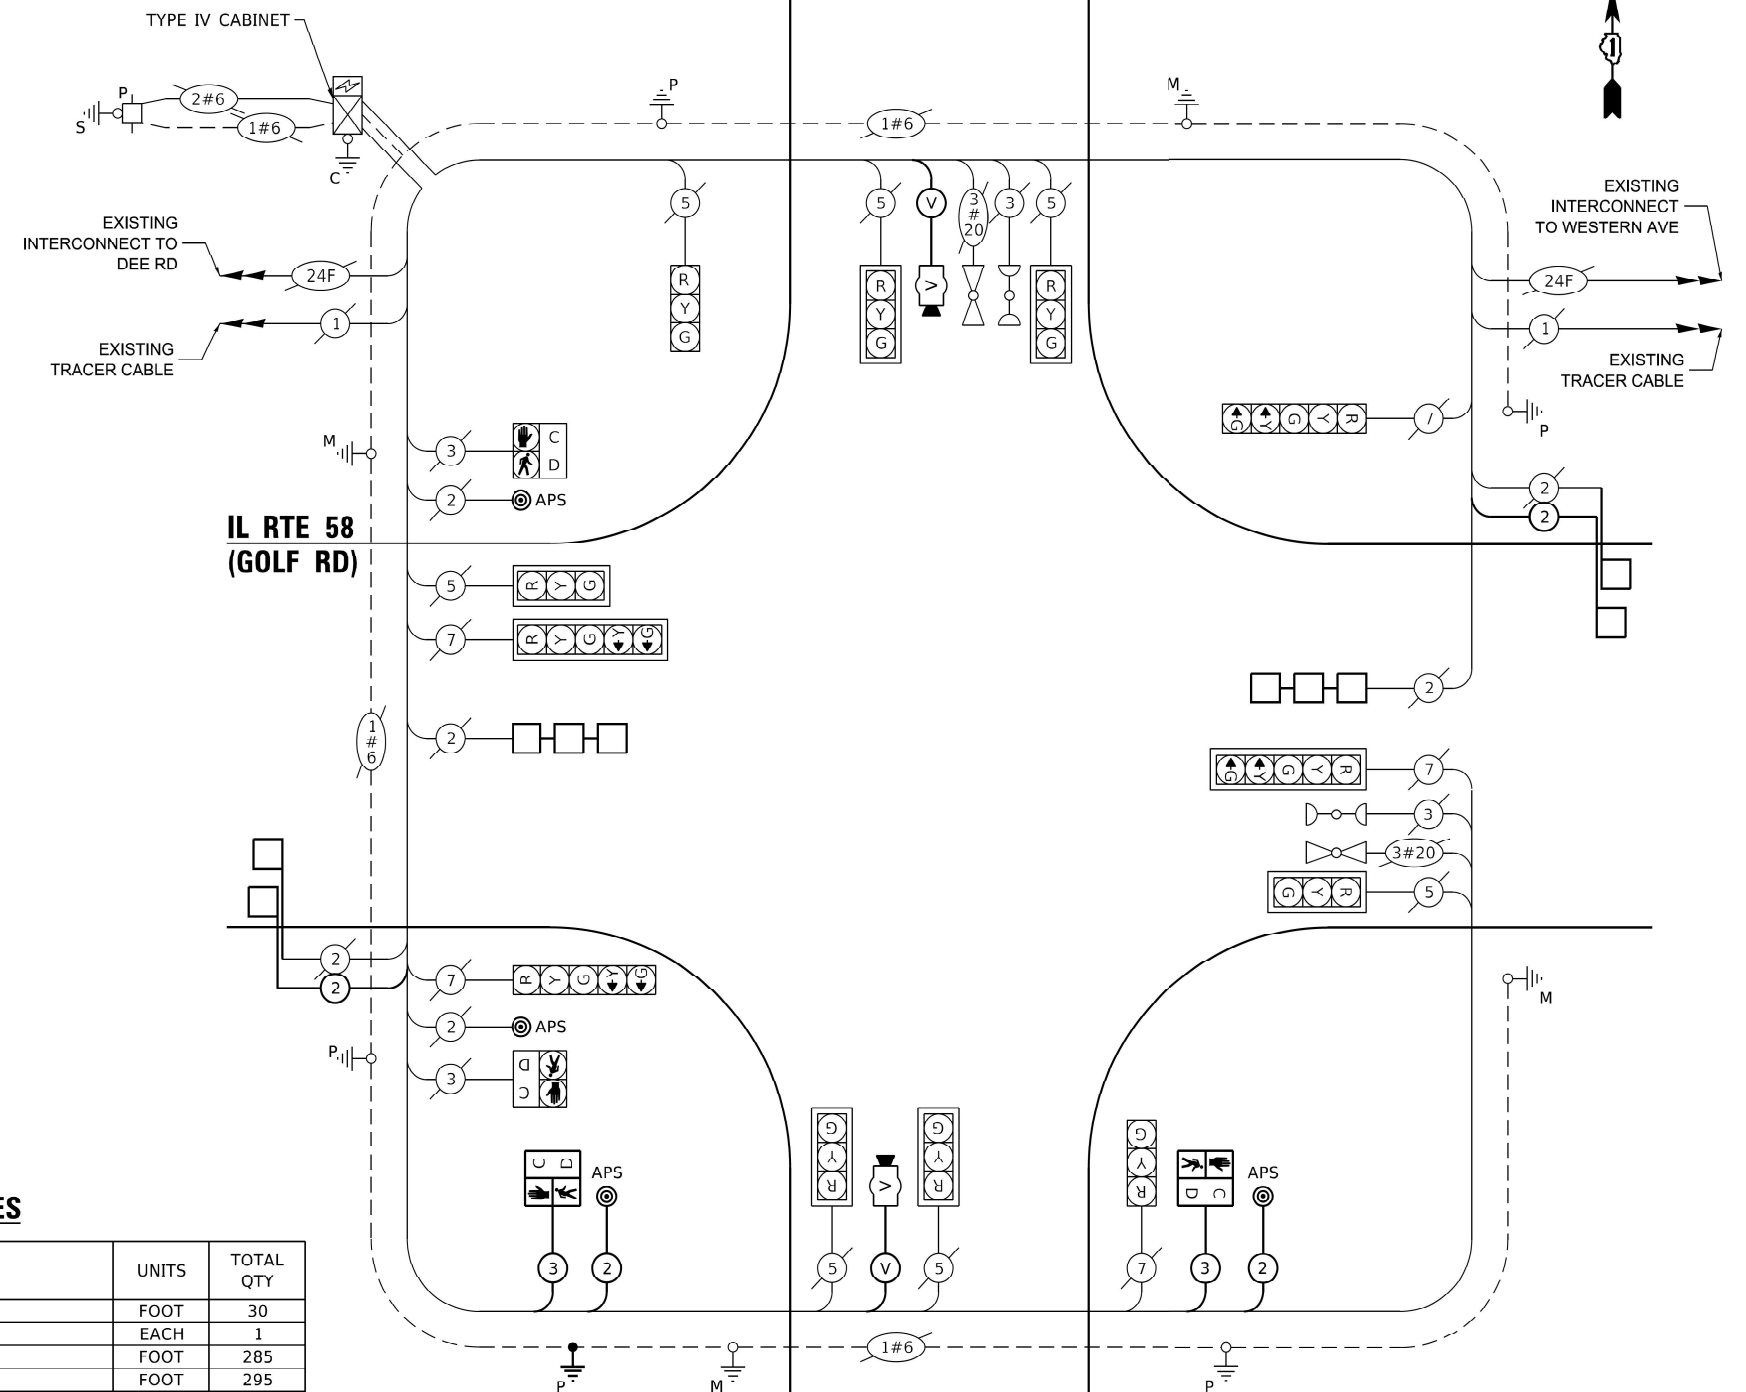 TYPE IV CABINET
P
2#6
S
1#6
C
P
1#6
M
1
EXISTING
INTERCONNECT TO
DEE RD
24F
EXISTING
TRACER CABLE
1
5
R
Y
G
5
R
Y
G
V
V
3
#
20
3
5
R
Y
G
EXISTING
INTERCONNECT
TO WESTERN AVE
24F
1
EXISTING
TRACER CABLE
G Y G Y R
7
P
M
3
C
D
2
APS
2
2
IL RTE 58
(GOLF RD)
5
R Y G
7
R Y G Y G
2
1
#
6
2
G Y G Y R
7
3
3#20
G Y R
5
2
2
7
R Y G Y G
2
APS
P
3
D
C
M
C D
APS
3
2
G
Y
R
5
V
V
G
Y
R
5
G
Y
R
7
D C
3
APS
2
P
M
1#6
P
ES
UNITS
TOTAL
QTY
FOOT 30
EACH 1
FOOT 285
FOOT 295